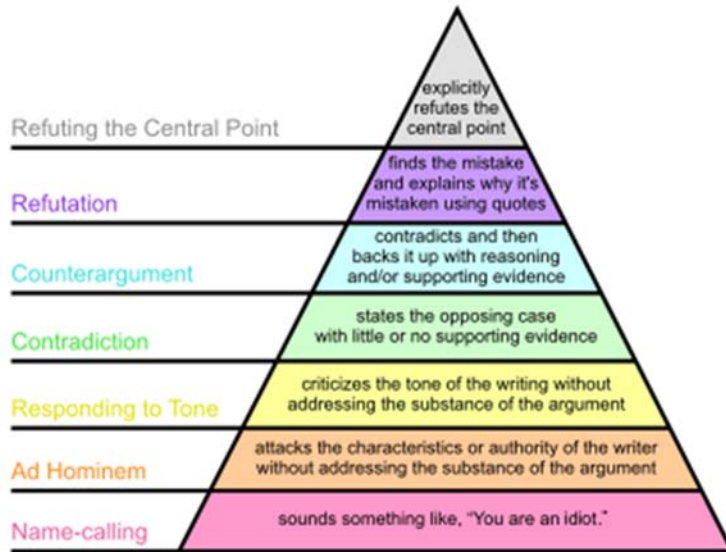 explicitly
refutes the
central point
Refuting the Central Point
finds the mistake
and explains why it's
mistaken using quotes
Refutation
contradicts and then
backs it up with reasoning
and/or supporting evidence
Counterargument
states the opposing case
with little or no supporting evidence
Contradiction
criticizes the tone of the writing without
addressing the substance of the argument
Responding to Tone
attacks the characteristics or authority of the writer
without addressing the substance of the argument
Ad Hominem
sounds something like, “You are an idiot.”
Name-calling